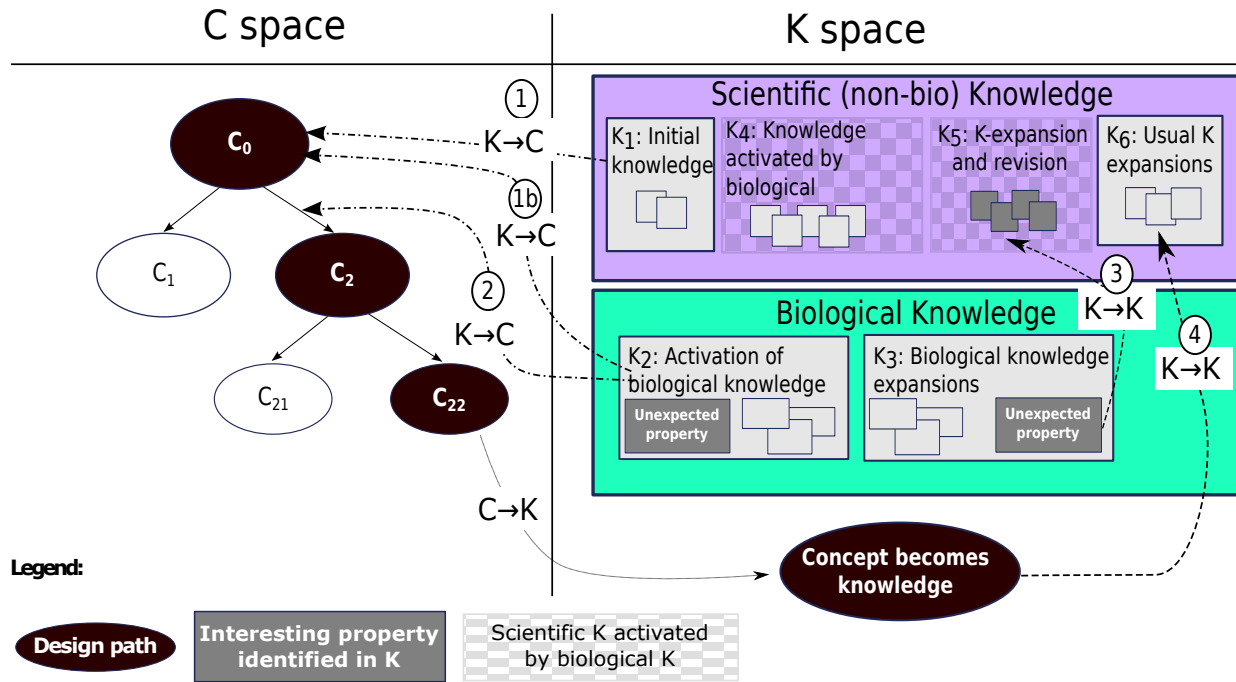 C space
K space
C0
C1
C2
C21
C22
1
K→C
1b
K→C
2
K→C
C→K
Scientific (non-bio) Knowledge
K1: Initial
knowledge
K4: Knowledge
activated by
biological
K5: K-expansion
and revision
K6: Usual K
expansions
3
K→K
4
K→K
Biological Knowledge
K2: Activation of
biological knowledge
Unexpected
property
K3: Biological knowledge
expansions
Unexpected
property
Concept becomes
knowledge
Legend:
Design path
Interesting property
identified in K
Scientific K activated
by biological K